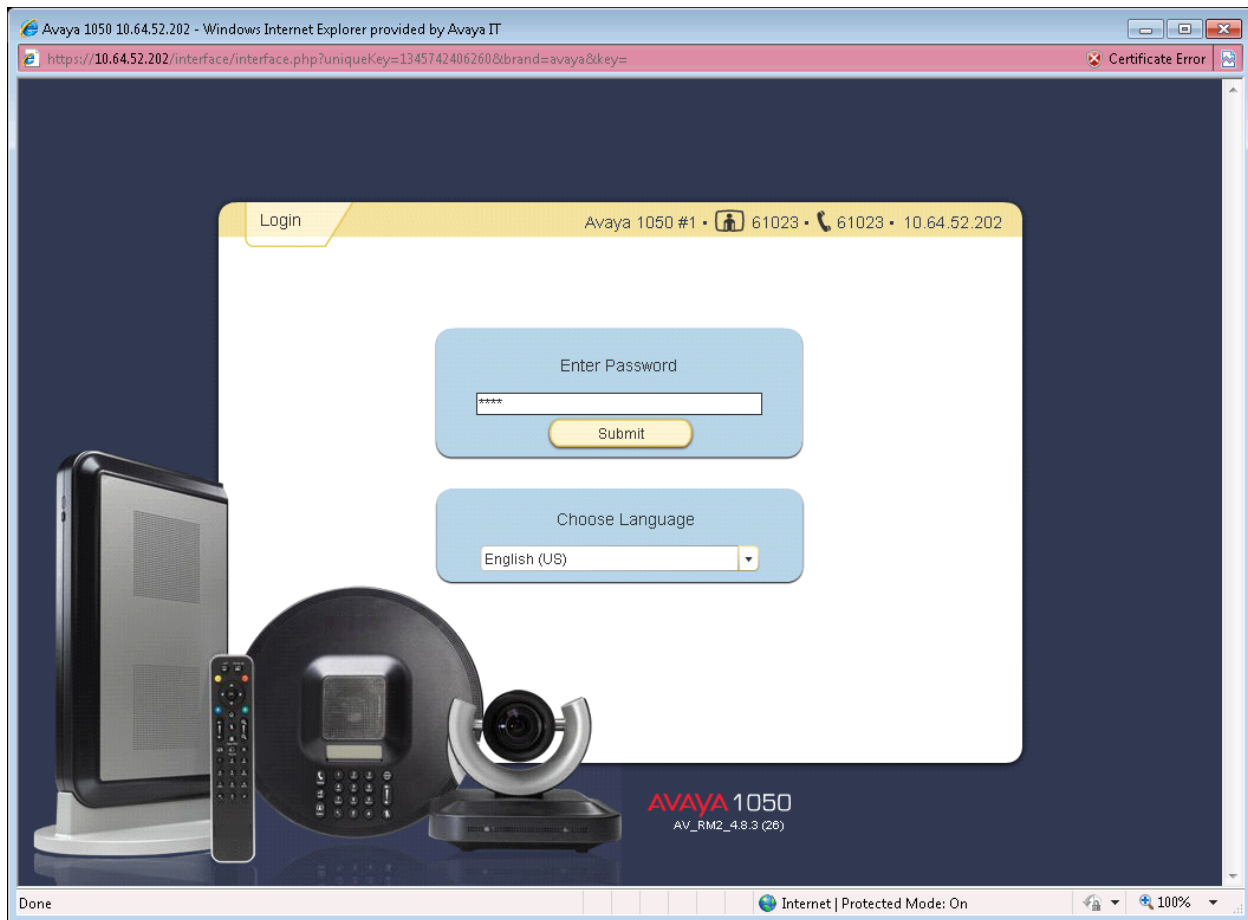 Avaya 1050 10.64.52.202 - Windows Internet Explorer provided by Avaya IT
https://10.64.52.202/interface/interface.php?uniqueKey=1345742406260&brand=avaya&key=
Certificate Error
Login
Avaya 1050 #1 • 61023 • 61023 • 10.64.52.202
Enter Password
****
Submit
Choose Language
English (US)
AVAYA 1050
AV_RM2_4.8.3 (26)
Done
Internet | Protected Mode: On
100%